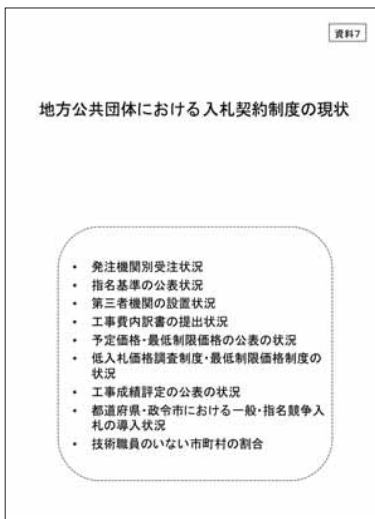 資料7
地方公共団体における入札契約制度の現状
• 発注機関別受注状況
• 指名基準の公表状況
• 第三者機関の設置状況
• 工事費内訳書の提出状況
• 予定価格・最低制限価格の公表の状況
• 低入札価格調査制度・最低制限価格制度の
状況
• 工事成績評定の公表の状況
• 都道府県・政令市における一般・指名競争入
札の導入状況
• 技術職員のいない市町村の割合